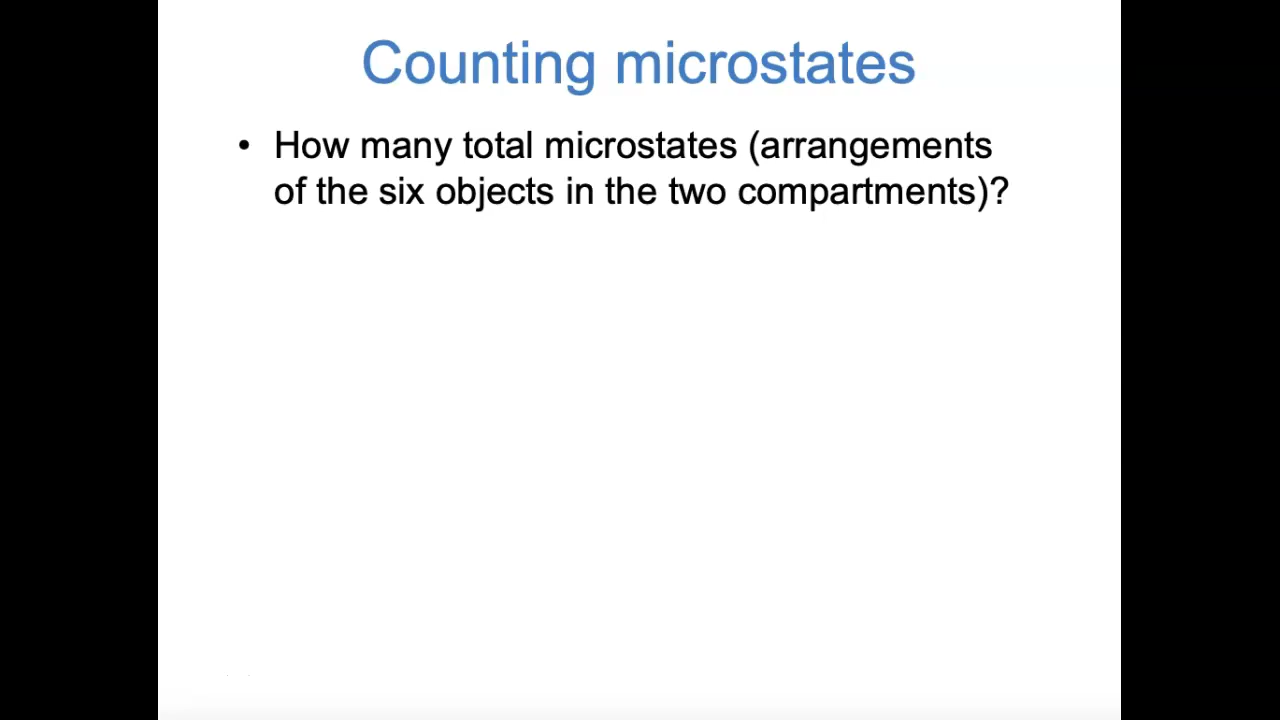 Counting microstates
• How many total microstates (arrangements
of the six objects in the two compartments)?